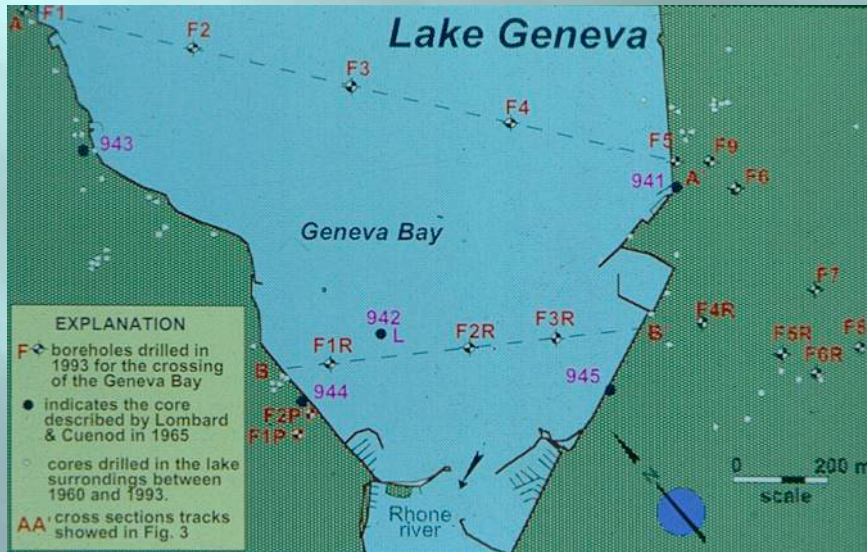 Lake Geneva
A F1
F2
F3
F4
F5 F9
943
941 A' F6
Geneva Bay
F7
942
L
F1R
F2R
F3R
B' F4R
F5R F8
F6R
B
944
945
F2P
F1P
EXPLANATION
F boreholes drilled in
1993 for the crossing
of the Geneva Bay
indicates the core
described by Lombard
& Cuenod in 1965
cores drilled in the lake
surrondings between
1960 and 1993.
AA' cross sections tracks
showed in Fig. 3
Rhone
river
N
0 200 m
scale